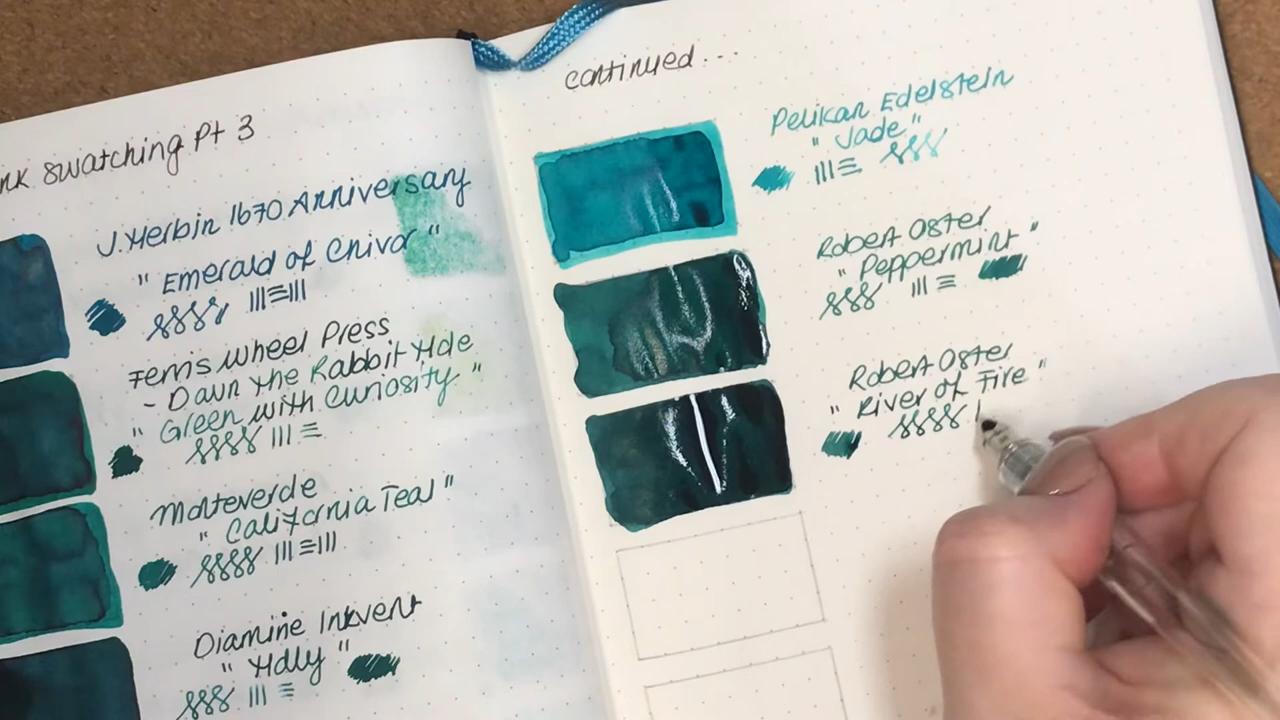 nk swatching Pt 3
J. Herbin 1670 Anniversary
" Emerald of Chivor "
Ferris Wheel Press
- Down the Rabbit Hole
" Green with Curiosity "
Monteverde
" California Teal "
Diamine Inkvent
" Holly "
continued...
Pelikan Edelstein
" Jade "
Robert Oster
" Peppermint "
Robert Oster
" River of Fire "